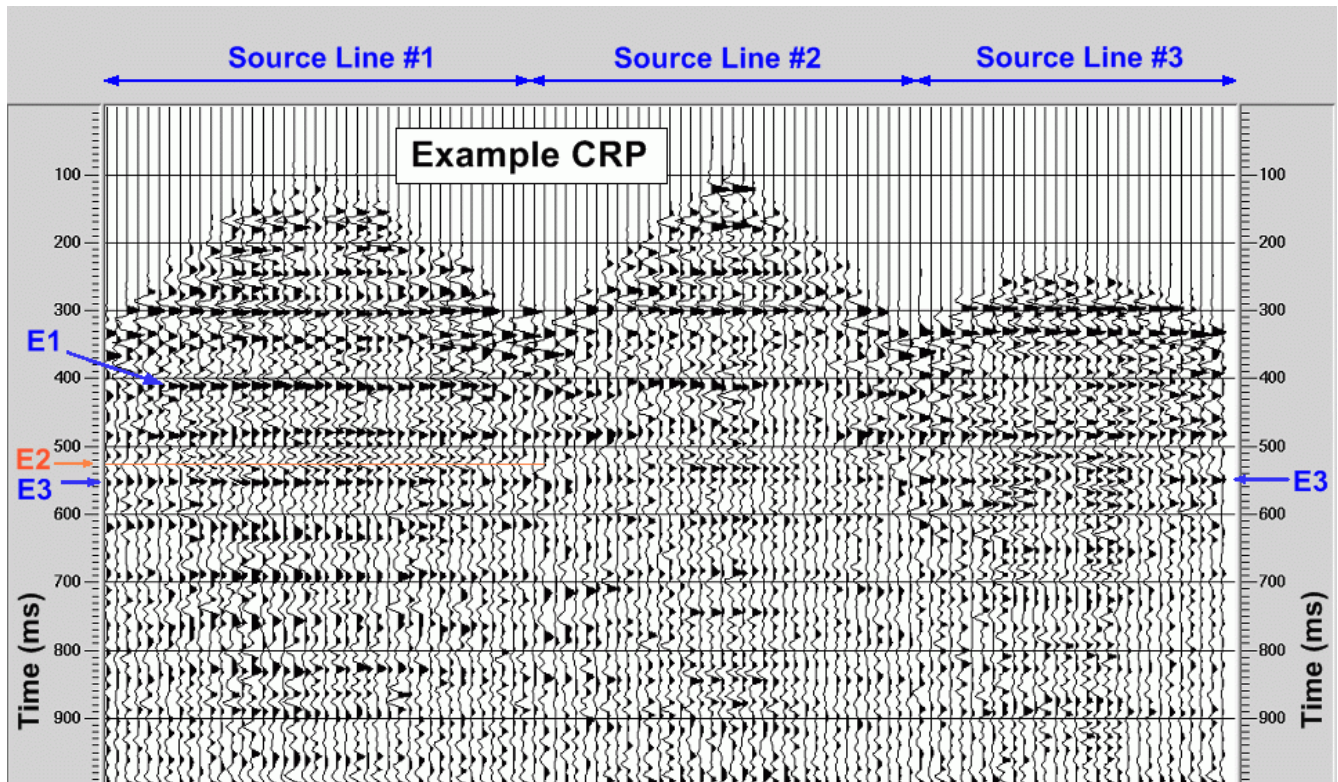 Source Line #1 Source Line #2 Source Line #3
Example CRP
100 100
200 200
300 300
E1
400 400
500 500
E2
E3 E3
600 600
700 700
800 800
900 900
Time (ms) Time (ms)